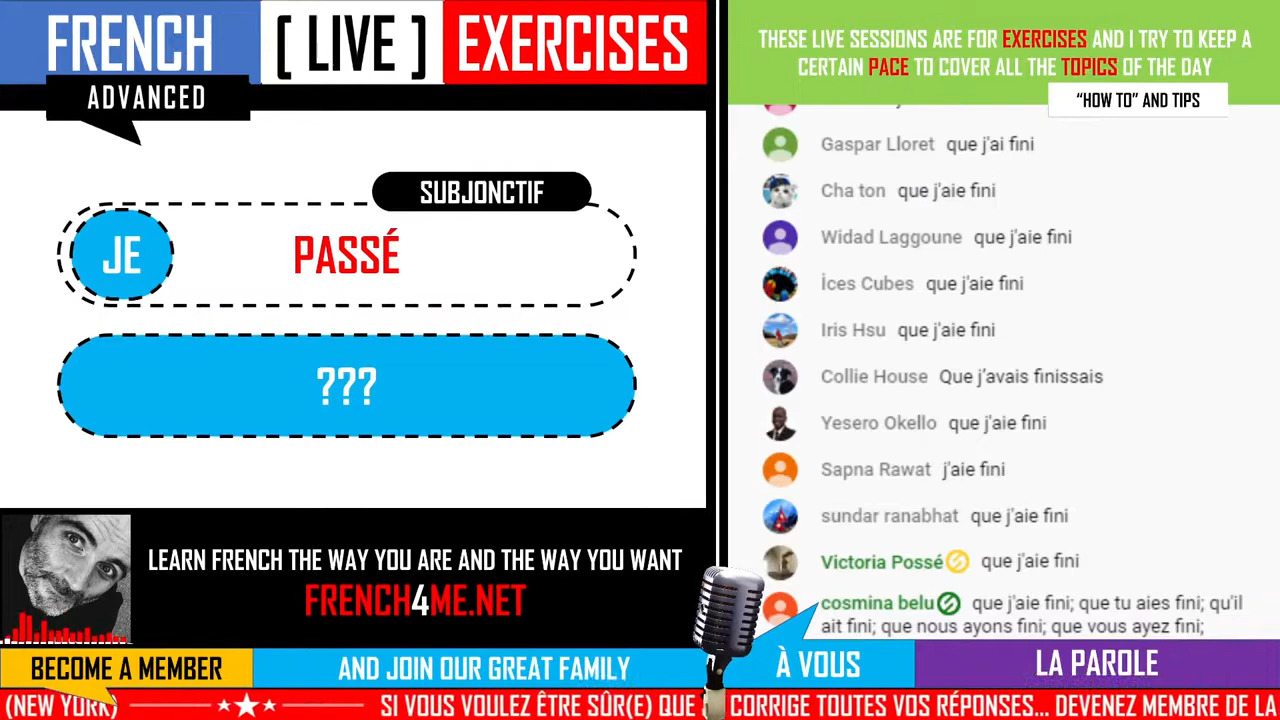 FRENCH [ LIVE ] EXERCISES
ADVANCED
SUBJONCTIF
JE PASSÉ
???
LEARN FRENCH THE WAY YOU ARE AND THE WAY YOU WANT
FRENCH4ME.NET
BECOME A MEMBER AND JOIN OUR GREAT FAMILY
THESE LIVE SESSIONS ARE FOR EXERCISES AND I TRY TO KEEP A
CERTAIN PACE TO COVER ALL THE TOPICS OF THE DAY
“HOW TO” AND TIPS
Gaspar Lloret que j'ai fini
Cha ton que j'aie fini
Widad Laggoune que j'aie fini
İces Cubes que j'aie fini
Iris Hsu que j'aie fini
Collie House Que j’avais finissais
Yesero Okello que j'aie fini
Sapna Rawat j'aie fini
sundar ranabhat que j'aie fini
Victoria Possé que j'aie fini
cosmina belu que j'aie fini; que tu aies fini; qu'il
ait fini; que nous ayons fini; que vous ayez fini;
À VOUS LA PAROLE
(NEW YORK) SI VOUS VOULEZ ÊTRE SÛR(E) QUE CORRIGE TOUTES VOS RÉPONSES... DEVENEZ MEMBRE DE LA